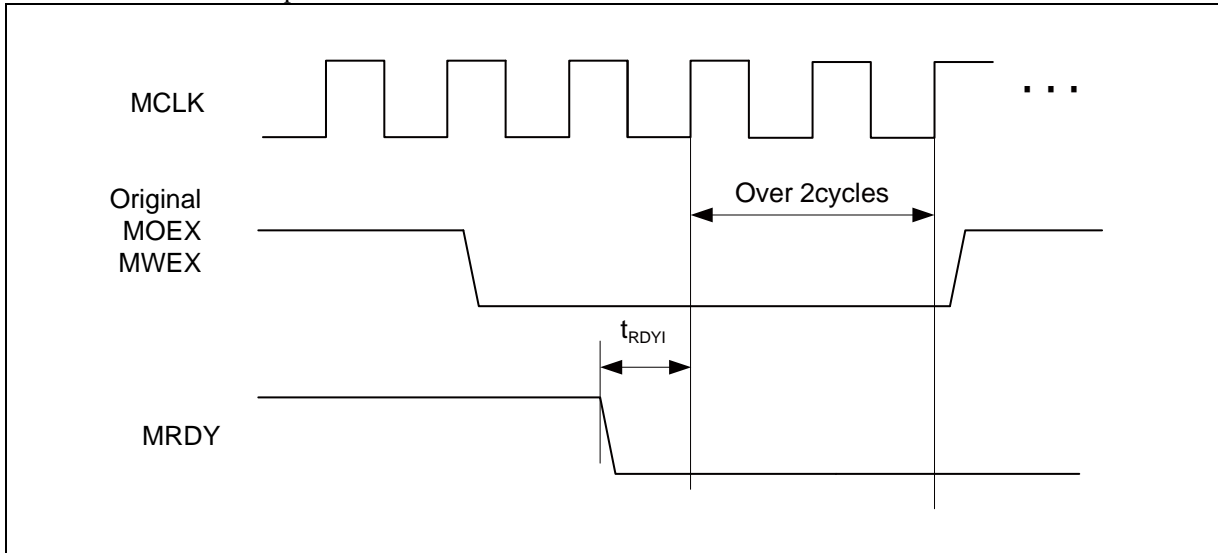 MCLK
. . .
Original
MOEX
MWEX
Over 2cycles
tRDYI
MRDY